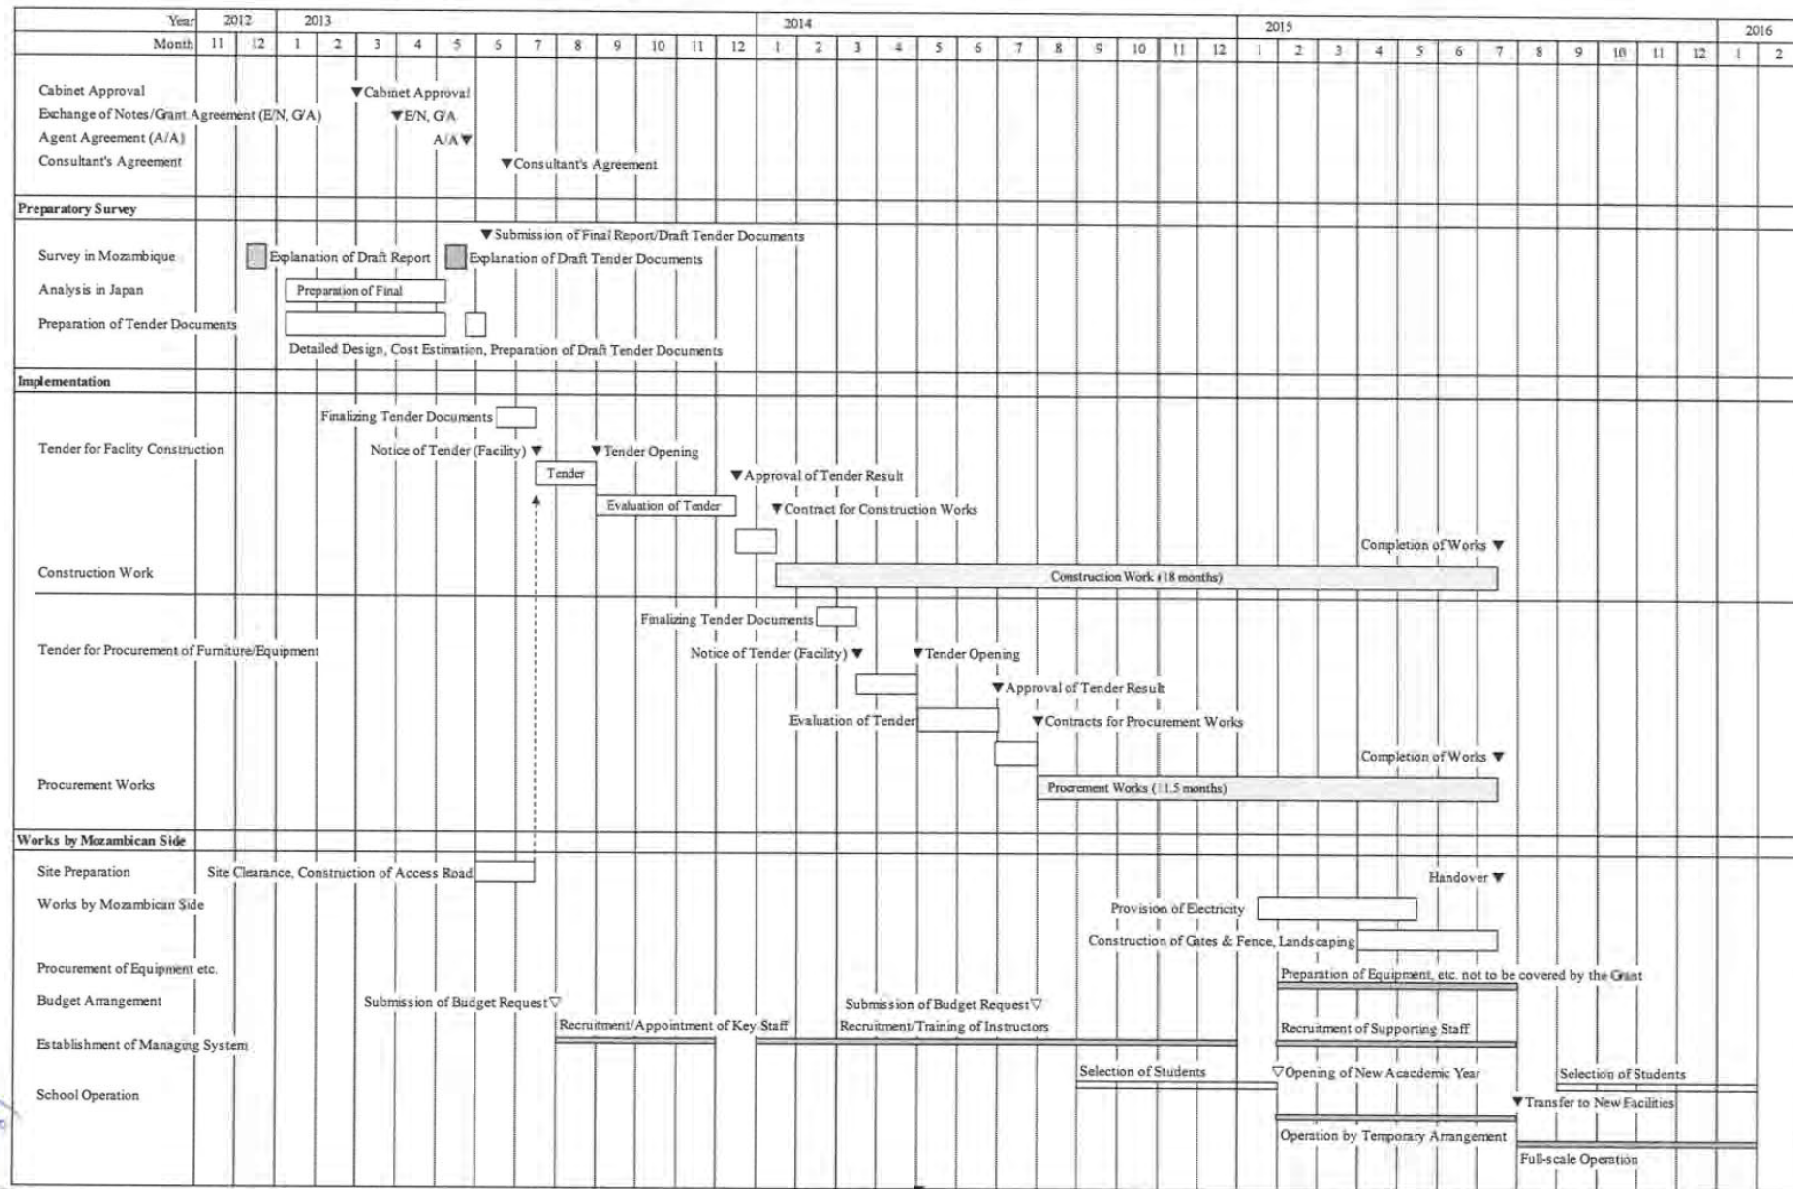 Year 2012 2013 2014 2015 2016
Month 11 12 1 2 3 4 5 6 7 8 9 10 11 12 1 2 3 4 5 6 7 8 9 10 11 12 1 2 3 4 5 6 7 8 9 10 11 12 1 2
Cabinet Approval ▼Cabinet Approval
Exchange of Notes/Grant Agreement (E/N, G/A) ▼E/N, G/A
Agent Agreement (A/A) A/A▼
Consultant's Agreement ▼Consultant's Agreement
Preparatory Survey
▼Submission of Final Report/Draft Tender Documents
Survey in Mozambique Explanation of Draft Report Explanation of Draft Tender Documents
Analysis in Japan Preparation of Final
Preparation of Tender Documents
Detailed Design, Cost Estimation, Preparation of Draft Tender Documents
Implementation
Finalizing Tender Documents
Tender for Faclity Construction Notice of Tender (Facility) ▼ ▼Tender Opening
Tender ▼Approval of Tender Result
Evaluation of Tender ▼Contract for Construction Works
Completion of Works ▼
Construction Work Construction Work (18 months)
Finalizing Tender Documents
Tender for Procurement of Furniture/Equipment Notice of Tender (Facility)▼ ▼Tender Opening
▼Approval of Tender Result
Evaluation of Tender ▼Contracts for Procurement Works
Completion of Works ▼
Procurement Works Procrement Works (11.5 months)
Works by Mozambican Side
Site Preparation Site Clearance, Construction of Access Road Handover ▼
Works by Mozambican Side Provision of Electricity
Construction of Gates & Fence, Landscaping
Procurement of Equipment etc. Preparation of Equipment, etc. not to be covered by the Grant
Budget Arrangement Submission of Budget Request▽ Submission of Budget Request▽
Recruitment/Appointment of Key Staff Recruitment/Training of Instructors Recruitment of Supporting Staff
Establishment of Managing System
Selection of Students ▽Opening of New Acaedemic Year Selection of Students
School Operation ▼Transfer to New Facilities
Operation by Temporary Arrangement
Full-scale Operation